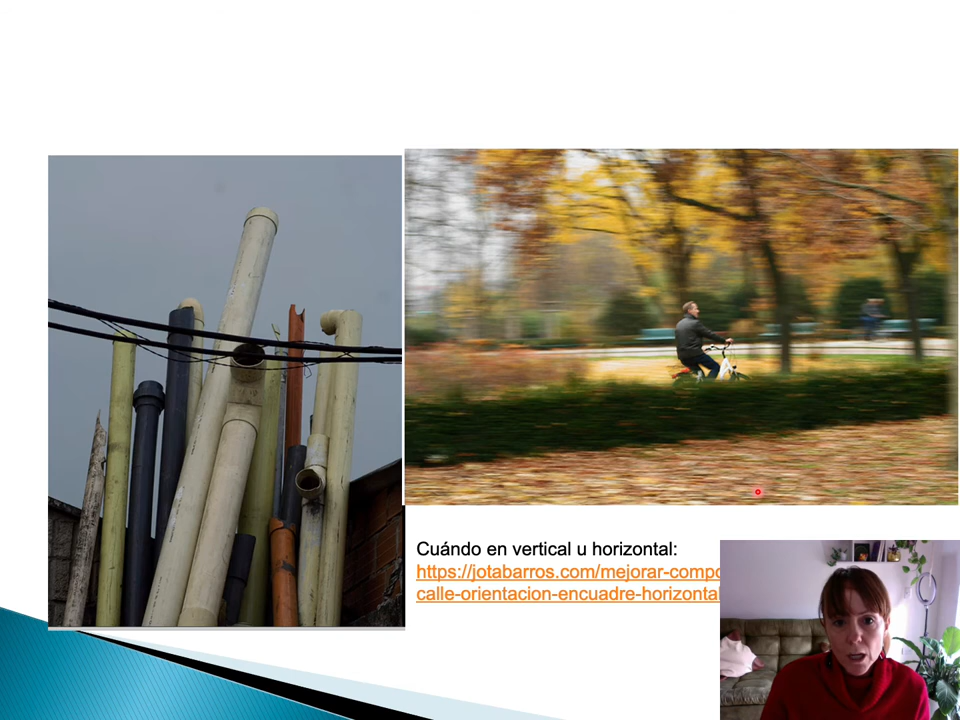 Cuándo en vertical u horizontal:
https://jotabarros.com/mejorar-compo
calle-orientacion-encuadre-horizontal